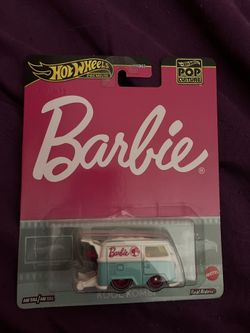 HOT WHEELS
PREMIUM
POP
CULTURE
Barbie®
Barbie
KOOL KOMBI